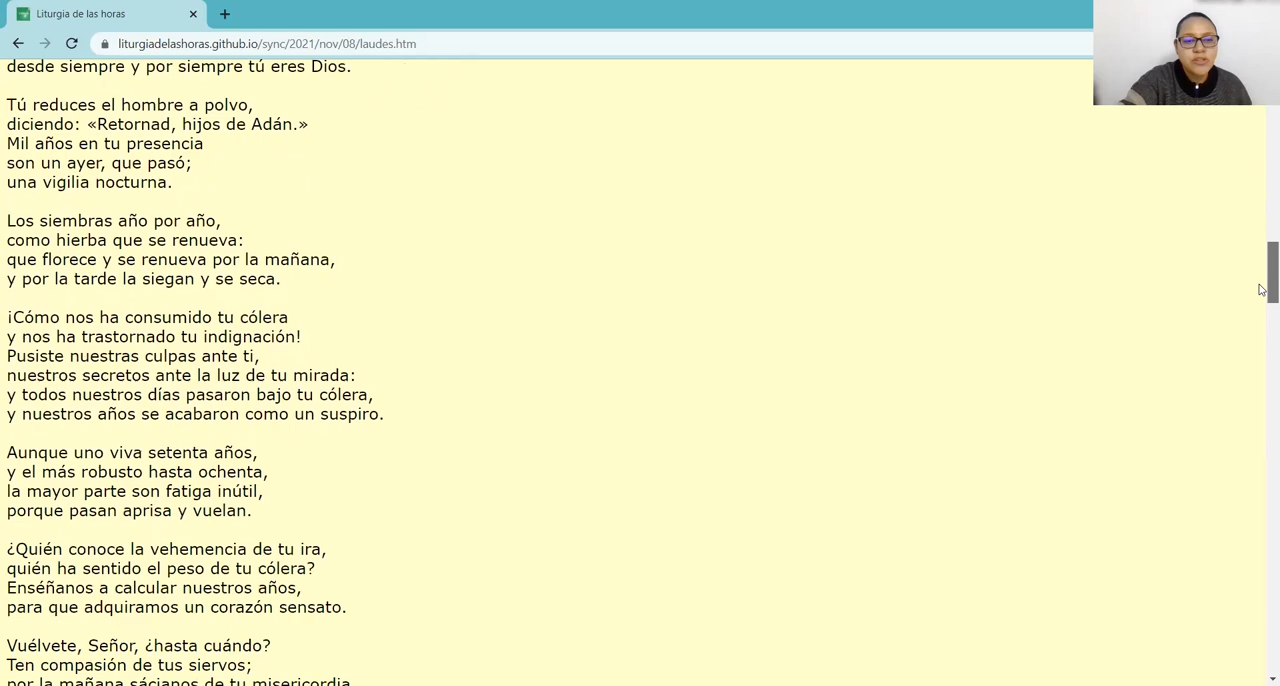 Liturgia de las horas
liturgiadelashoras.github.io/sync/2021/nov/08/laudes.htm
desde siempre y por siempre tú eres Dios.
Tú reduces el hombre a polvo,
diciendo: «Retornad, hijos de Adán.»
Mil años en tu presencia
son un ayer, que pasó;
una vigilia nocturna.
Los siembras año por año,
como hierba que se renueva:
que florece y se renueva por la mañana,
y por la tarde la siegan y se seca.
¡Cómo nos ha consumido tu cólera
y nos ha trastornado tu indignación!
Pusiste nuestras culpas ante ti,
nuestros secretos ante la luz de tu mirada:
y todos nuestros días pasaron bajo tu cólera,
y nuestros años se acabaron como un suspiro.
Aunque uno viva setenta años,
y el más robusto hasta ochenta,
la mayor parte son fatiga inútil,
porque pasan aprisa y vuelan.
¿Quién conoce la vehemencia de tu ira,
quién ha sentido el peso de tu cólera?
Enséñanos a calcular nuestros años,
para que adquiramos un corazón sensato.
Vuélvete, Señor, ¿hasta cuándo?
Ten compasión de tus siervos;
por la mañana sácianos de tu misericordia